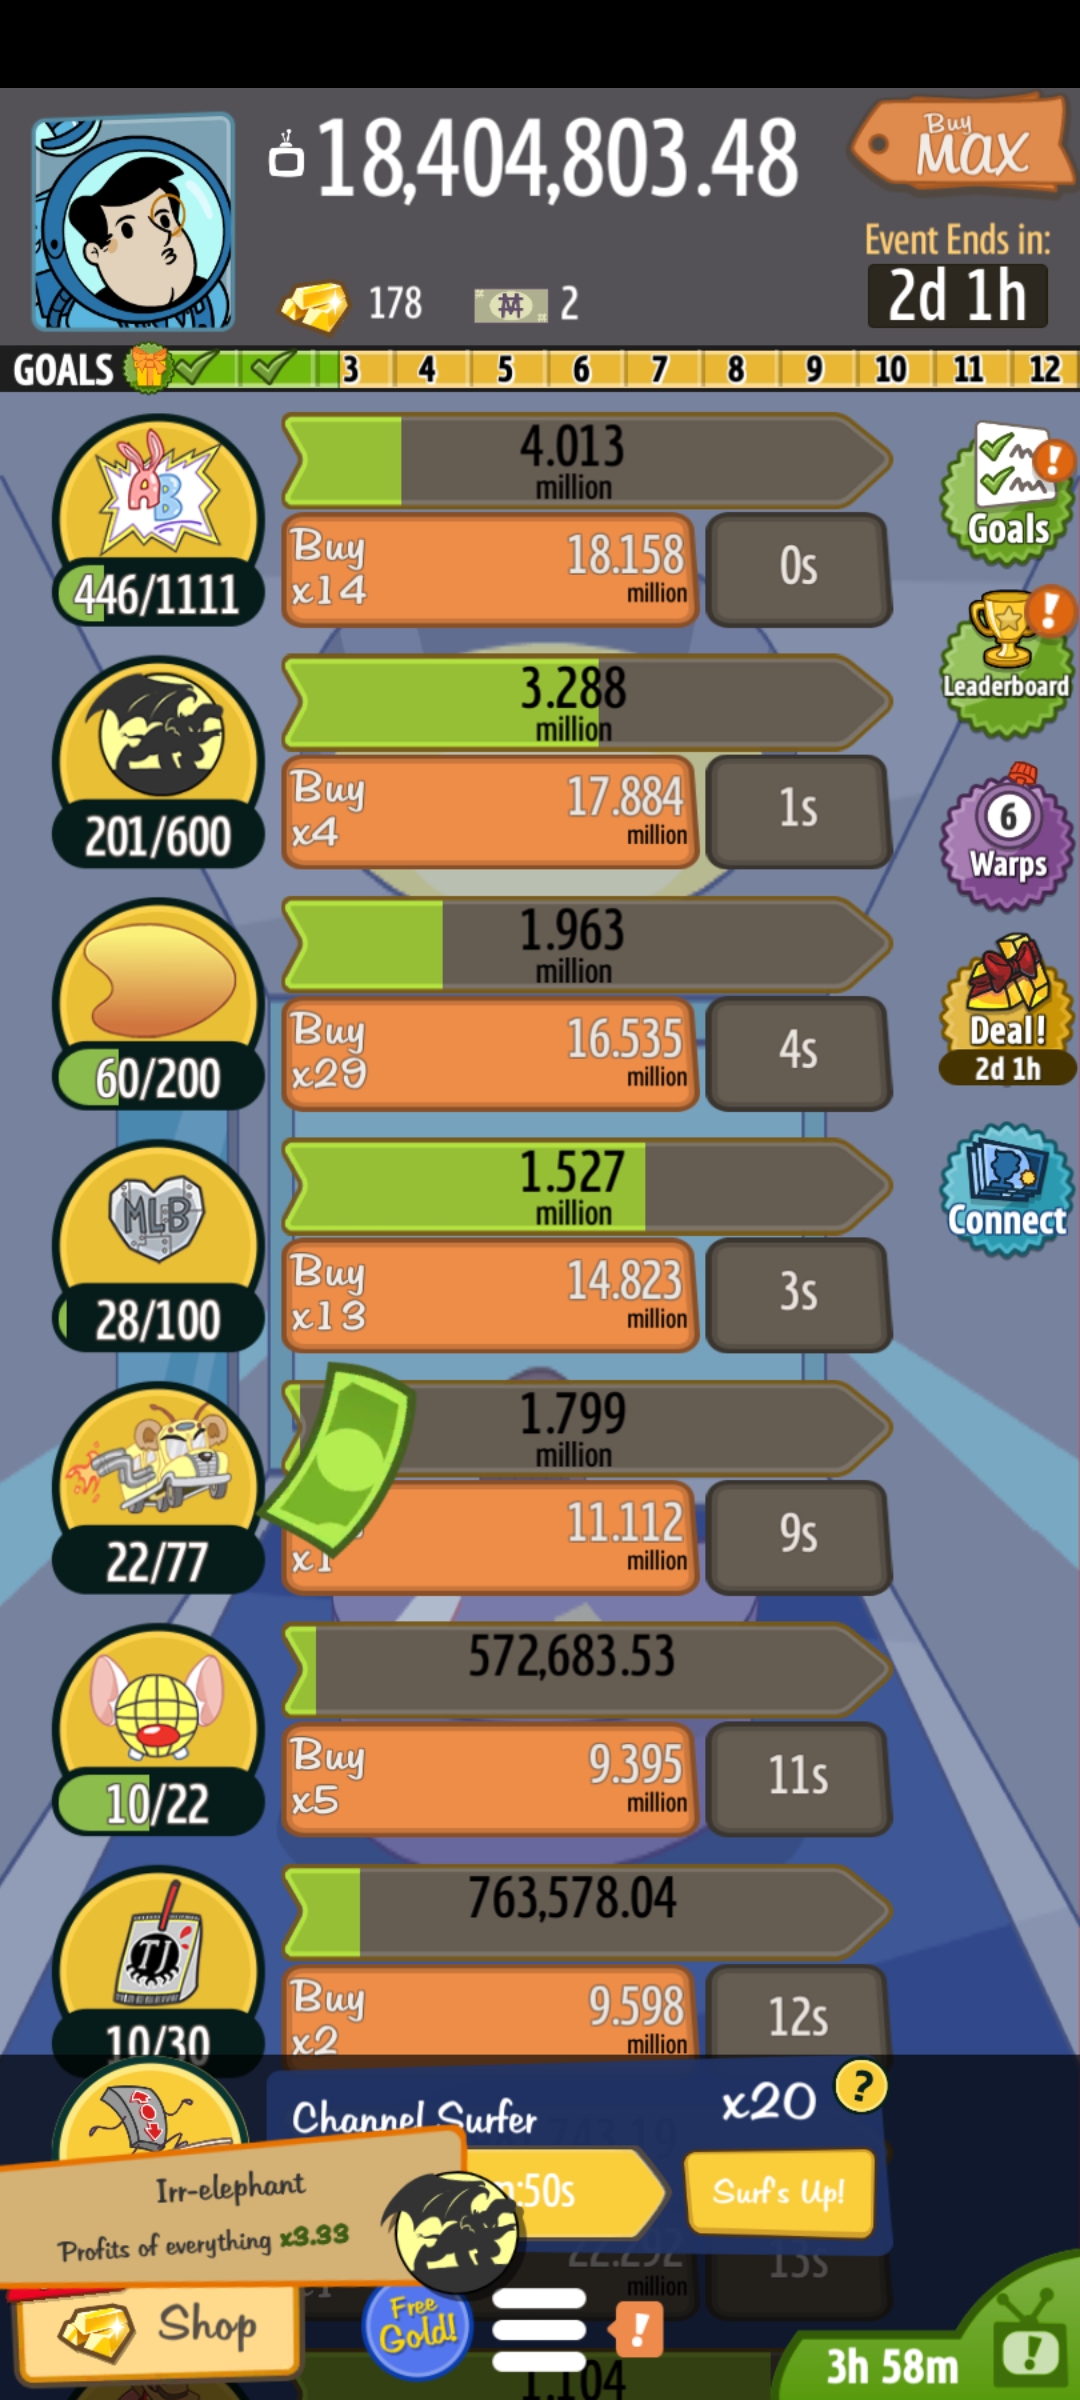 18,404,803.48
Buy
MAX
Event Ends in:
2d 1h
178
2
GOALS 3 4 5 6 7 8 9 10 11 12
AB
446/1111
4.013
million
Buy
x14
18.158
million
0s
Goals
201/600
3.288
million
Buy
x4
17.884
million
1s
Leaderboard
6
Warps
60/200
1.963
million
Buy
x29
16.535
million
4s
Deal!
2d 1h
MLB
28/100
1.527
million
Buy
x13
14.823
million
3s
Connect
22/77
1.799
million
x1
11.112
million
9s
10/22
572,683.53
Buy
x5
9.395
million
11s
TJ
10/30
763,578.04
Buy
x2
9.598
million
12s
Channel Surfer
x20
?
:50s
Surf's Up!
Irr-elephant
Profits of everything x3.33
22.292
million
13s
Shop
Free
Gold!
!
3h 58m
!
1.104